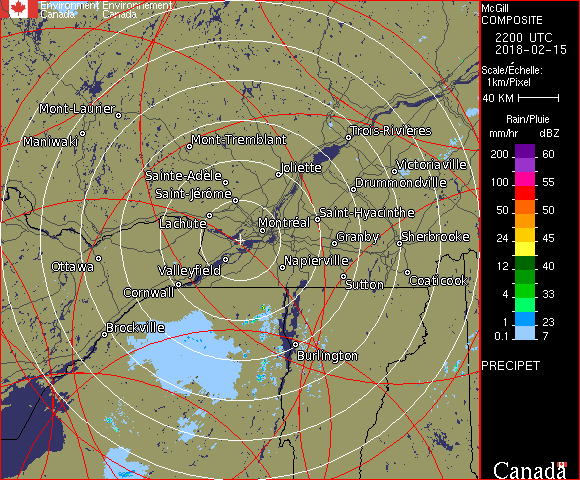 Environment Environnement
Canada Canada
McGill
COMPOSITE
2200 UTC
2018-02-15
Scale/Échelle:
1km/Pixel
40 KM
Rain/Pluie
mm/hr dBZ
200 60
100 55
50 50
24 45
12 40
4 33
1 23
0.1 7
PRECIPET
Canada
Mont-Laurier
Maniwaki
Mont-Tremblant
Trois-Rivières
Sainte-Adèle
Joliette
Victoriaville
Saint-Jérôme
Drummondville
Lachute
Montréal
Saint-Hyacinthe
Granby
Sherbrooke
Ottawa
Valleyfield
Napierville
Cornwall
Sutton
Coaticook
Brockville
Burlington